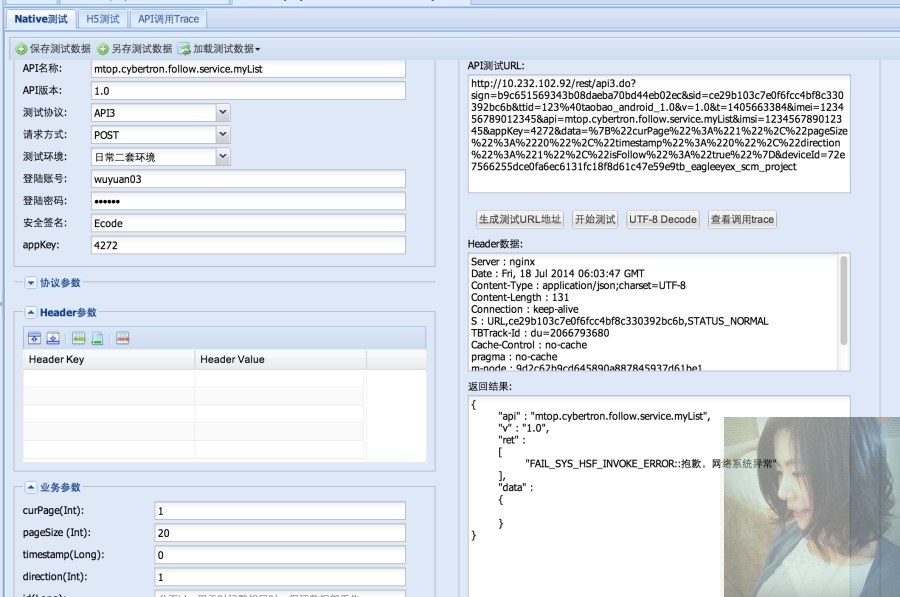 Native测试
H5测试
API调用Trace
保存测试数据
另存测试数据
加载测试数据
API名称:
mtop.cybertron.follow.service.myList
API版本:
1.0
测试协议:
API3
请求方式:
POST
测试环境:
日常二套环境
登陆账号:
wuyuan03
登陆密码:
••••••
安全签名:
Ecode
appKey:
4272
协议参数
Header参数
Header Key
Header Value
业务参数
curPage(Int):
1
pageSize (Int):
20
timestamp(Long):
0
direction(Int):
1
API测试URL:
http://10.232.102.92/rest/api3.do?
sign=b9c651569343b08daeba70bd44eb02ec&sid=ce29b103c7e0f6fcc4bf8c330
392bc6b&ttid=123%40taobao_android_1.0&v=1.0&t=1405663384&imei=1234
56789012345&api=mtop.cybertron.follow.service.myList&imsi=1234567890123
45&appKey=4272&data=%7B%22curPage%22%3A%221%22%2C%22pageSize
%22%3A%2220%22%2C%22timestamp%22%3A%220%22%2C%22direction
%22%3A%221%22%2C%22isFollow%22%3A%22true%22%7D&deviceId=72e
7566255dce0fa6ec6131fc18f8d61c47e59e9tb_eagleeyex_scm_project
生成测试URL地址
开始测试
UTF-8 Decode
查看调用trace
Header数据:
Server : nginx
Date : Fri, 18 Jul 2014 06:03:47 GMT
Content-Type : application/json;charset=UTF-8
Content-Length : 131
Connection : keep-alive
S : URL,ce29b103c7e0f6fcc4bf8c330392bc6b,STATUS_NORMAL
TBTrack-Id : du=2066793680
Cache-Control : no-cache
pragma : no-cache
m-node : 9d2c62b9cd645890a887845937d61be1
返回结果:
{
"api" : "mtop.cybertron.follow.service.myList",
"v" : "1.0",
"ret" :
[
"FAIL_SYS_HSF_INVOKE_ERROR::抱歉，网络系统异常"
],
"data" :
{
}
}